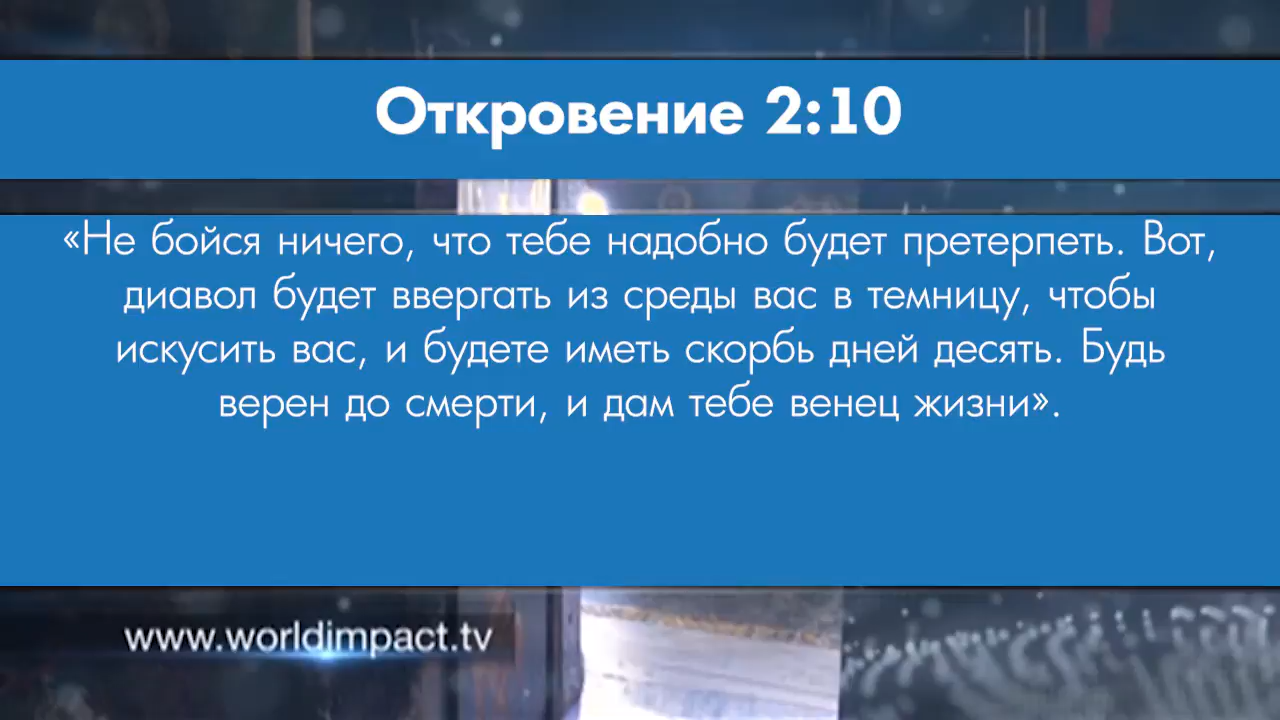 Откровение 2:10
«Не бойся ничего, что тебе надобно будет претерпеть. Вот,
диавол будет ввергать из среды вас в темницу, чтобы
искусить вас, и будете иметь скорбь дней десять. Будь
верен до смерти, и дам тебе венец жизни».
www.worldimpact.tv